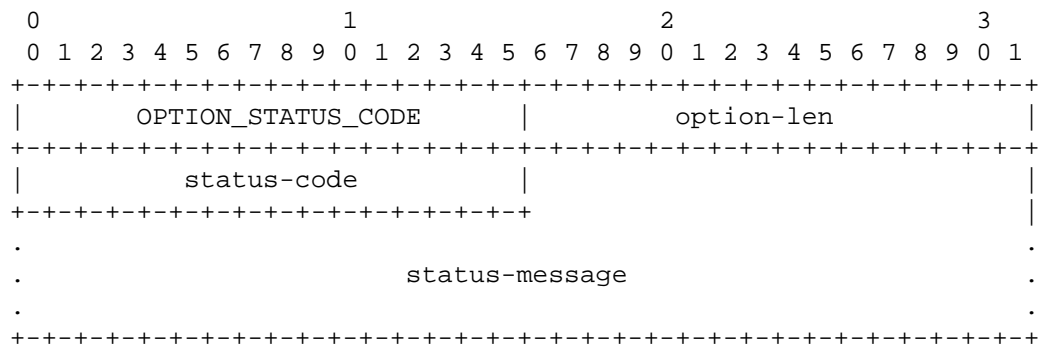 0                   1                   2                   3
 0 1 2 3 4 5 6 7 8 9 0 1 2 3 4 5 6 7 8 9 0 1 2 3 4 5 6 7 8 9 0 1
+-+-+-+-+-+-+-+-+-+-+-+-+-+-+-+-+-+-+-+-+-+-+-+-+-+-+-+-+-+-+-+-+
|       OPTION_STATUS_CODE      |         option-len            |
+-+-+-+-+-+-+-+-+-+-+-+-+-+-+-+-+-+-+-+-+-+-+-+-+-+-+-+-+-+-+-+-+
|          status-code          |                               |
+-+-+-+-+-+-+-+-+-+-+-+-+-+-+-+-+                               |
.                                                               .
.                        status-message                         .
.                                                               .
+-+-+-+-+-+-+-+-+-+-+-+-+-+-+-+-+-+-+-+-+-+-+-+-+-+-+-+-+-+-+-+-+